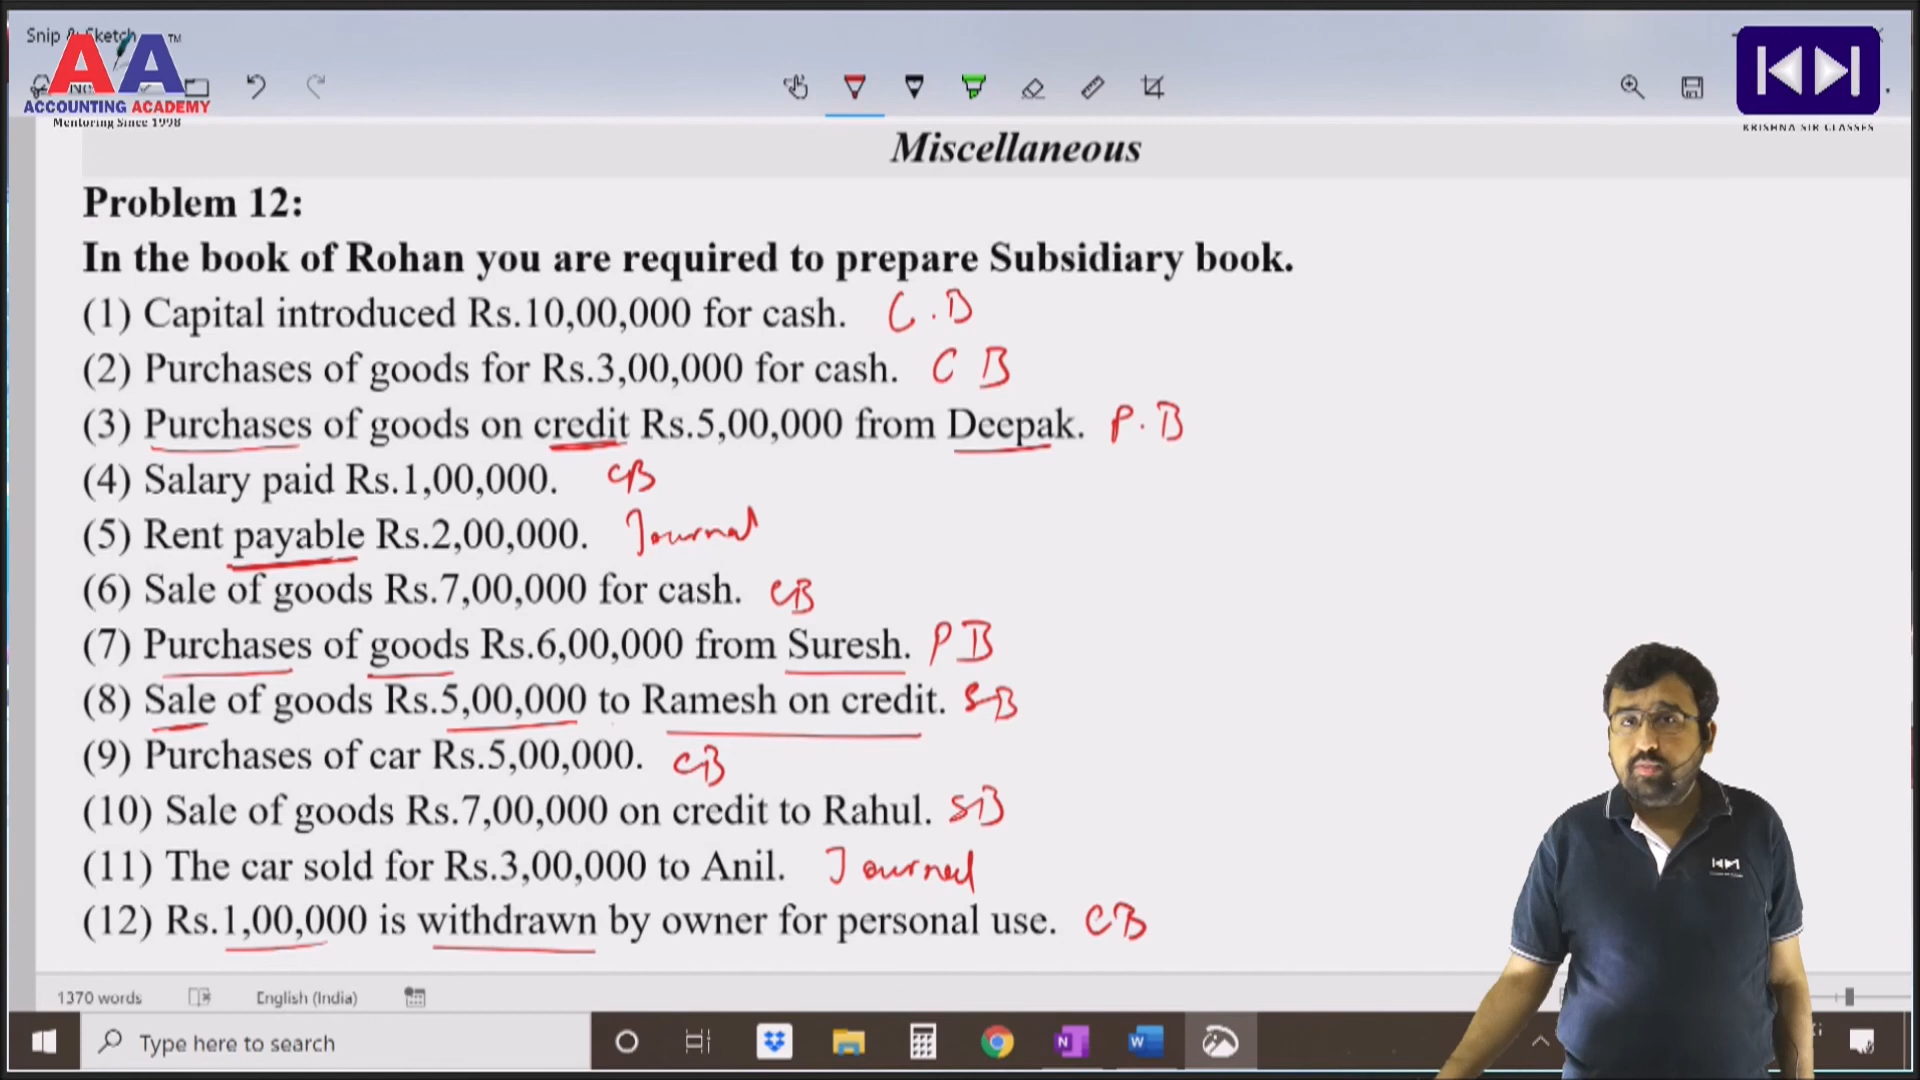 Snip & Sketch
AA TM
ACCOUNTING ACADEMY
Mentoring Since 1998
KRISHNA SIR CLASSES
Miscellaneous
Problem 12:
In the book of Rohan you are required to prepare Subsidiary book.
(1) Capital introduced Rs.10,00,000 for cash. C.B
(2) Purchases of goods for Rs.3,00,000 for cash. C B
(3) Purchases of goods on credit Rs.5,00,000 from Deepak. P.B
(4) Salary paid Rs.1,00,000. CB
(5) Rent payable Rs.2,00,000. Journal
(6) Sale of goods Rs.7,00,000 for cash. CB
(7) Purchases of goods Rs.6,00,000 from Suresh. PB
(8) Sale of goods Rs.5,00,000 to Ramesh on credit. SB
(9) Purchases of car Rs.5,00,000. CB
(10) Sale of goods Rs.7,00,000 on credit to Rahul. SB
(11) The car sold for Rs.3,00,000 to Anil. Journal
(12) Rs.1,00,000 is withdrawn by owner for personal use. CB
1370 words English (India)
Type here to search